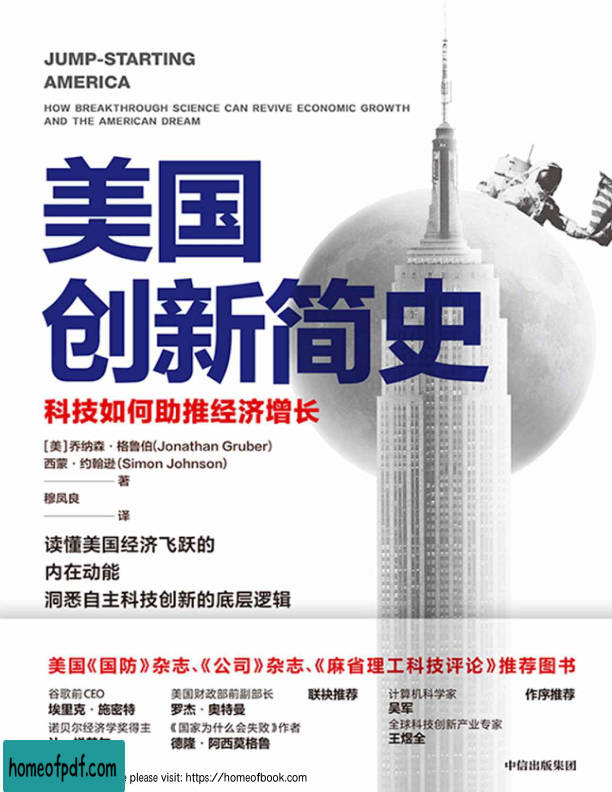 JUMP-STARTING
AMERICA
HOW BREAKTHROUGH SCIENCE CAN REVIVE ECONOMIC GROWTH
AND THE AMERICAN DREAM
美国
创新简史
科技如何助推经济增长
[美]乔纳森·格鲁伯(Jonathan Gruber)
西蒙·约翰逊(Simon Johnson)
著
穆凤良
译
读懂美国经济飞跃的
内在动能
洞悉自主科技创新的底层逻辑
美国《国防》杂志、《公司》杂志、《麻省理工科技评论》推荐图书
谷歌前CEO 美国财政部前副部长 联袂推荐 计算机科学家 作序推荐
埃里克·施密特 罗杰·奥特曼 吴军
诺贝尔经济学奖得主 《国家为什么会失败》作者 全球科技创新产业专家
德隆·阿西莫格鲁 王煜全
中信出版集团
homeofpdf.com
please visit: https://homeofbook.com